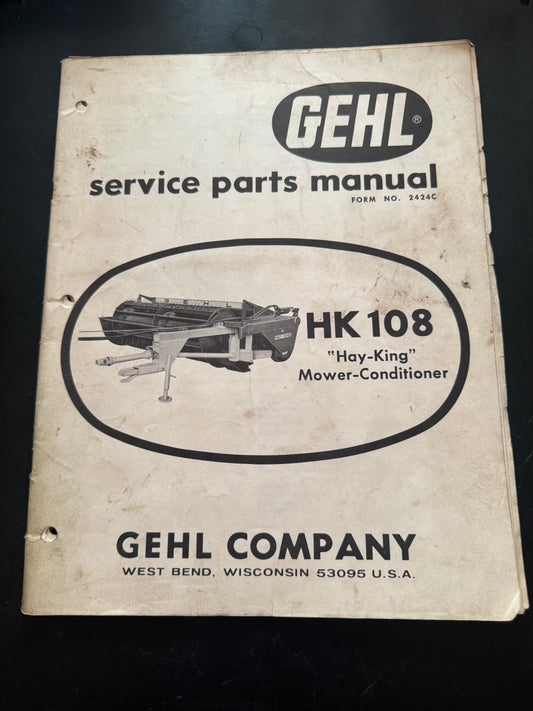 GEHL®
service parts manual
FORM NO. 2424C
HK 108
"Hay-King"
Mower-Conditioner
GEHL COMPANY
WEST BEND, WISCONSIN 53095 U.S.A.